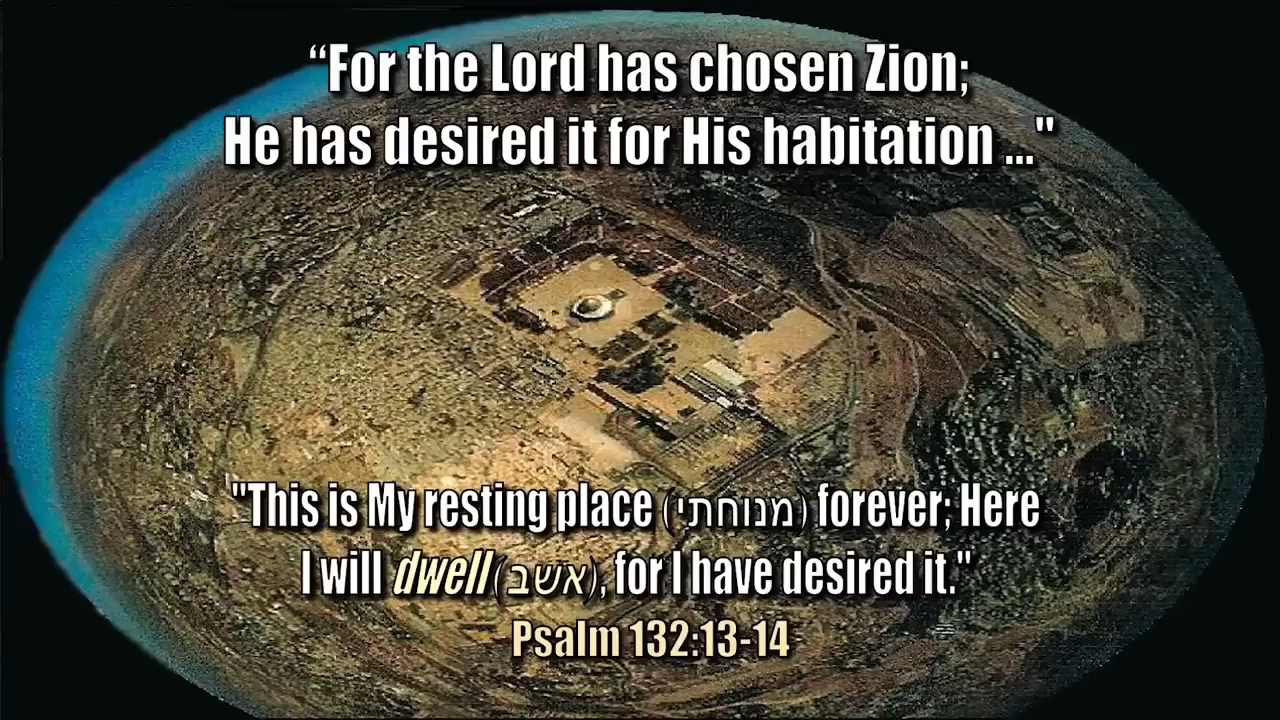 “For the Lord has chosen Zion;
He has desired it for His habitation ..."
"This is My resting place (מנוחתי) forever; Here
I will dwell (אשב), for I have desired it."
Psalm 132:13-14